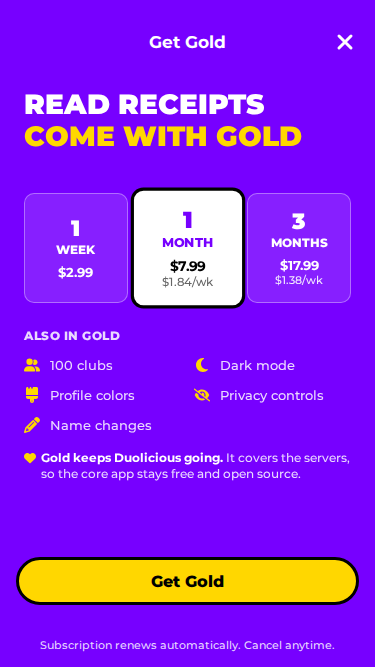 Get Gold
READ RECEIPTS
COME WITH GOLD
1
WEEK
$2.99
1
MONTH
$7.99
$1.84/wk
3
MONTHS
$17.99
$1.38/wk
ALSO IN GOLD
100 clubs
Dark mode
Profile colors
Privacy controls
Name changes
Gold keeps Duolicious going. It covers the servers,
so the core app stays free and open source.
Get Gold
Subscription renews automatically. Cancel anytime.